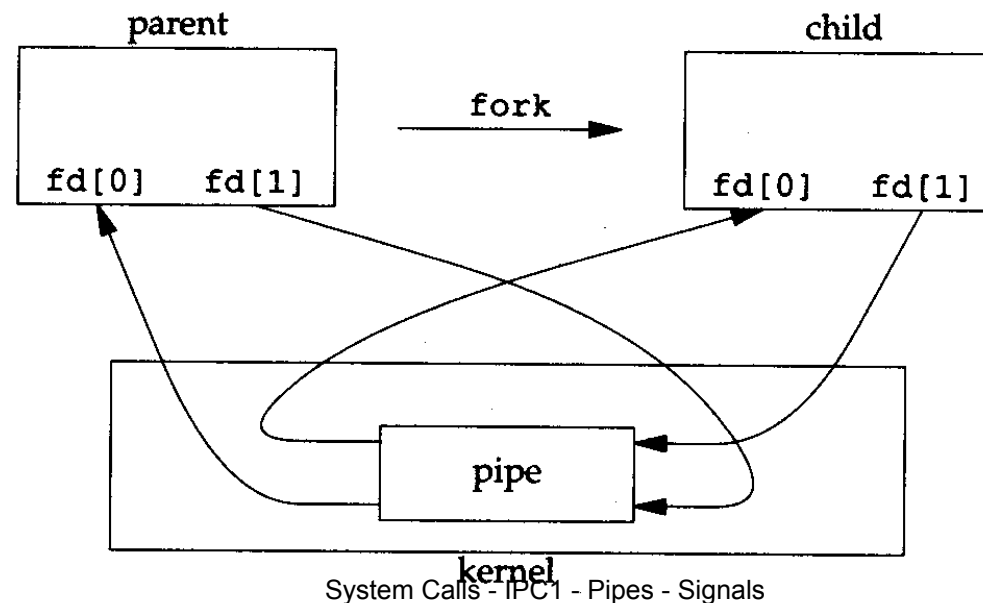 parent
child
fork
fd[0] fd[1]
fd[0] fd[1]
pipe
kernel
System Calls - IPC1 - Pipes - Signals